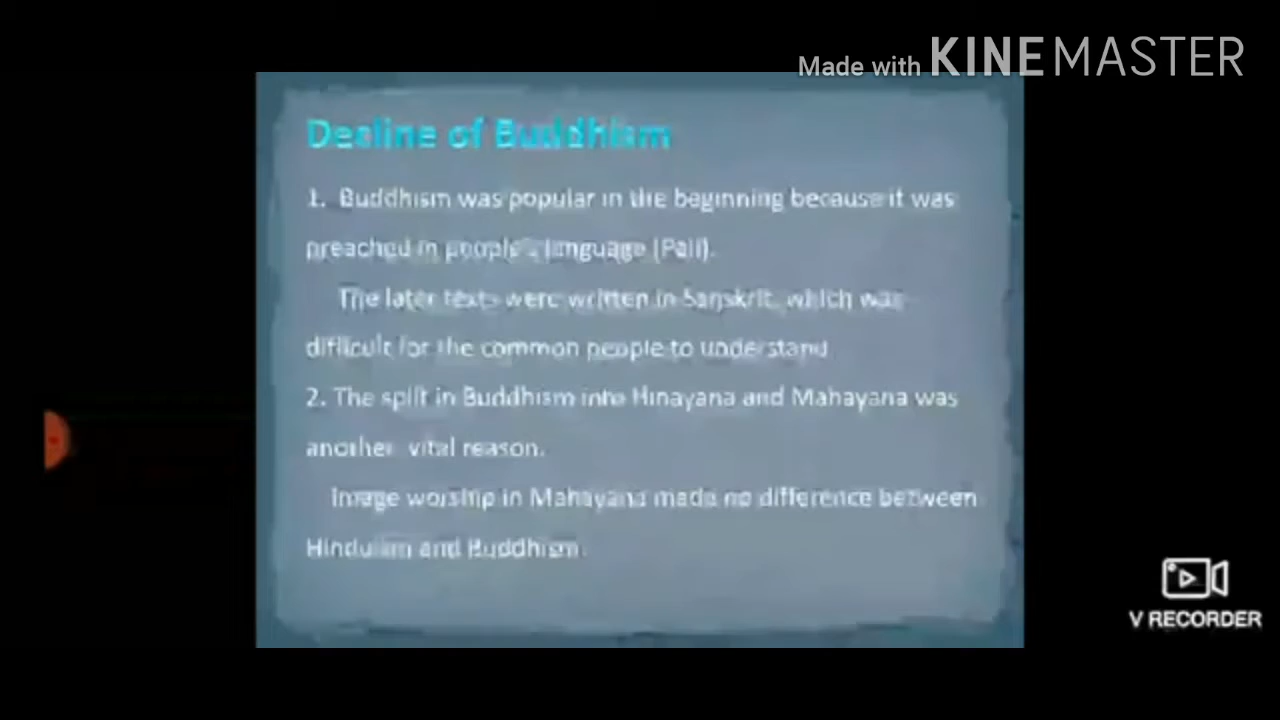 Made with KINEMASTER
Decline of Buddhism
1. Buddhism was popular in the beginning because it was
preached in people's language (Pali).
The later texts were written in Sanskrit, which was
difficult for the common people to understand
2. The split in Buddhism into Hinayana and Mahayana was
another vital reason.
Image worship in Mahayana made no difference between
Hinduism and Buddhism.
V RECORDER